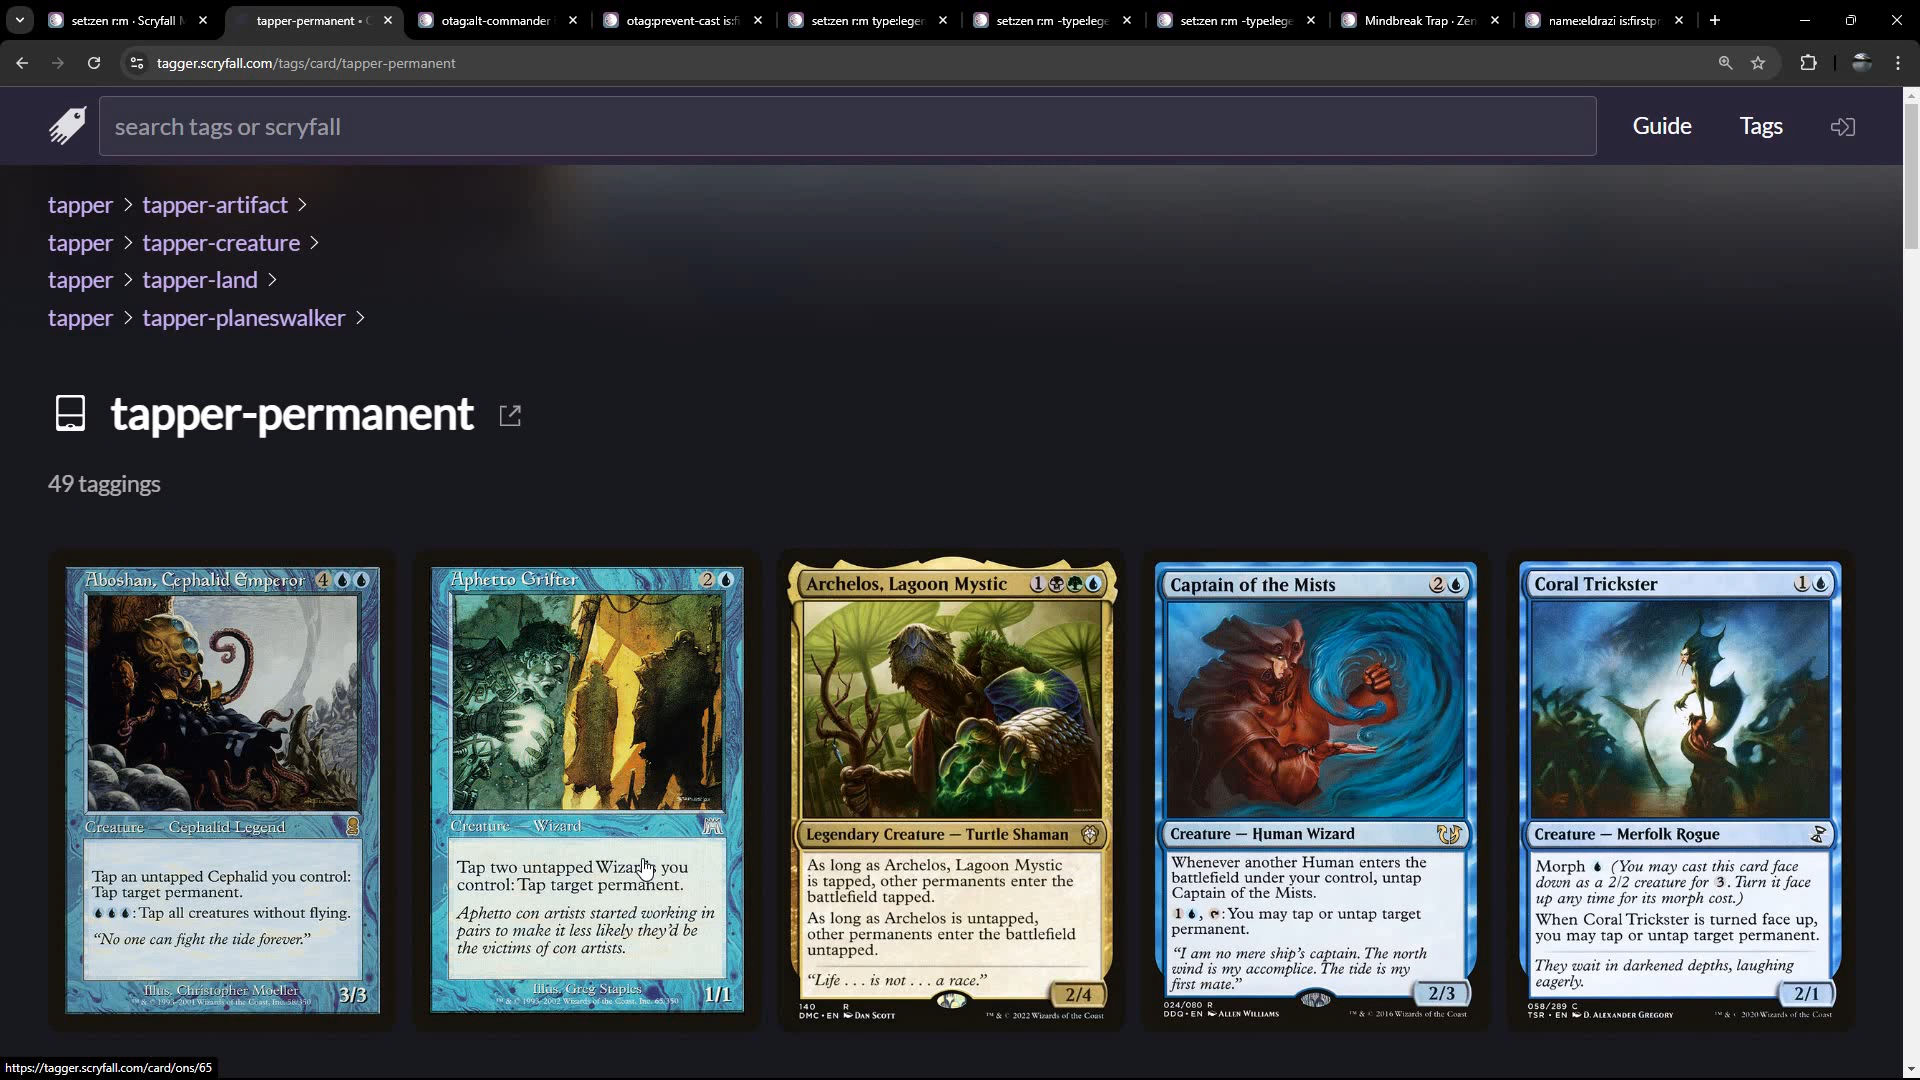 setzen r:m · Scryfall M
tapper-permanent · C
otag:alt-commander
otag:prevent-cast is:fi
set:zen r:m type:legen
set:zen r:m -type:lege
set:zen r:m -type:lege
Mindbreak Trap · Zen
name:eldrazi is:firstpr
tagger.scryfall.com/tags/card/tapper-permanent
search tags or scryfall
Guide
Tags
tapper > tapper-artifact >
tapper > tapper-creature >
tapper > tapper-land >
tapper > tapper-planeswalker >
tapper-permanent
49 taggings
Aboshan, Cephalid Emperor 4
Creature — Cephalid Legend
Tap an untapped Cephalid you control:
Tap target permanent.
: Tap all creatures without flying.
“No one can fight the tide forever.”
Illus. Christopher Moeller
3/3
Aphetto Grifter 2
Creature — Wizard
Tap two untapped Wizards you
control: Tap target permanent.
Aphetto con artists started working in
pairs to make it less likely they’d be
the victims of con artists.
Illus. Greg Staples
1/1
Archelos, Lagoon Mystic 1
Legendary Creature — Turtle Shaman
As long as Archelos, Lagoon Mystic
is tapped, other permanents enter the
battlefield tapped.
As long as Archelos is untapped,
other permanents enter the battlefield
untapped.
“Life . . . is not . . . a race.”
2/4
140 R
DMC • EN DAN SCOTT
™ & © 2022 Wizards of the Coast
Captain of the Mists 2
Creature — Human Wizard
Whenever another Human enters the
battlefield under your control, untap
Captain of the Mists.
1 , : You may tap or untap target
permanent.
“I am no mere ship’s captain. The north
wind is my accomplice. The tide is my
first mate.”
2/3
024/080 R
DDQ • EN ALLEN WILLIAMS
™ & © 2016 Wizards of the Coast
Coral Trickster 1
Creature — Merfolk Rogue
Morph (You may cast this card face
down as a 2/2 creature for 3. Turn it face
up any time for its morph cost.)
When Coral Trickster is turned face up,
you may tap or untap target permanent.
They wait in darkened depths, laughing
eagerly.
2/1
058/289 C
TSR • EN D. ALEXANDER GREGORY
™ & © 2020 Wizards of the Coast
https://tagger.scryfall.com/card/ons/65